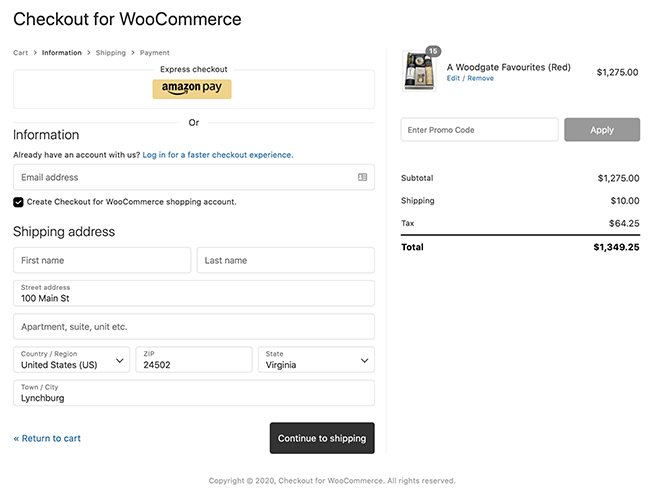 Checkout for WooCommerce
Cart > Information > Shipping > Payment
Express checkout
amazon pay
Or
Information
Already have an account with us? Log in for a faster checkout experience.
Email address
Create Checkout for WooCommerce shopping account.
Shipping address
First name Last name
Street address
100 Main St
Apartment, suite, unit etc.
Country / Region ZIP State
United States (US) 24502 Virginia
Town / City
Lynchburg
« Return to cart Continue to shipping
15
A Woodgate Favourites (Red) $1,275.00
Edit / Remove
Enter Promo Code Apply
Subtotal $1,275.00
Shipping $10.00
Tax $64.25
Total $1,349.25
Copyright © 2020, Checkout for WooCommerce. All rights reserved.